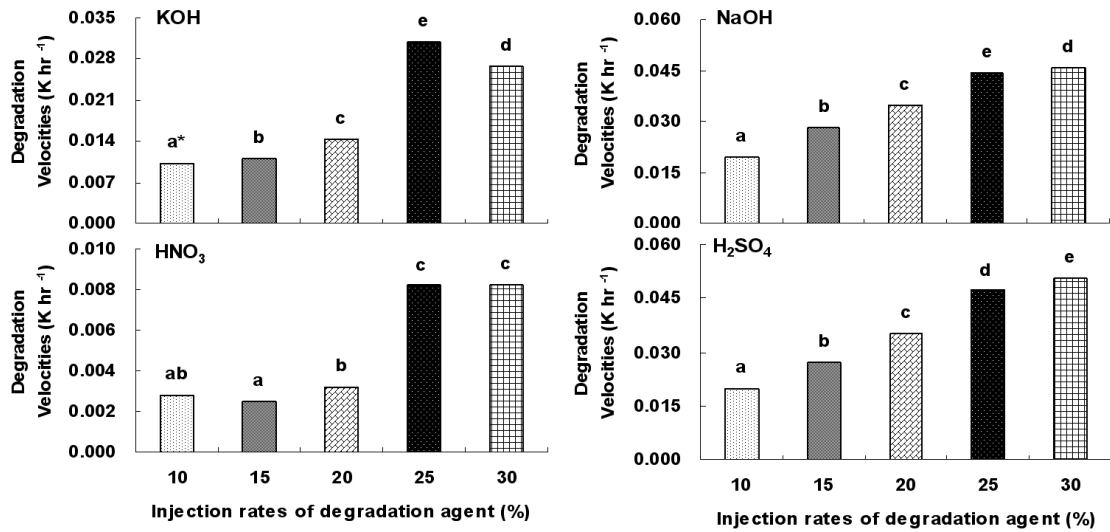 KOH
Degradation
Velocities (K hr ⁻¹)
0.035
0.028
0.021
0.014
0.007
0.000
a*
b
c
e
d
NaOH
Degradation
Velocities (K hr ⁻¹)
0.060
0.045
0.030
0.015
0.000
a
b
c
e
d
HNO₃
Degradation
Velocities (K hr ⁻¹)
0.010
0.008
0.006
0.004
0.002
0.000
ab
a
b
c
c
10 15 20 25 30
Injection rates of degradation agent (%)
H₂SO₄
Degradation
Velocities (K hr ⁻¹)
0.060
0.045
0.030
0.015
0.000
a
b
c
d
e
10 15 20 25 30
Injection rates of degradation agent (%)